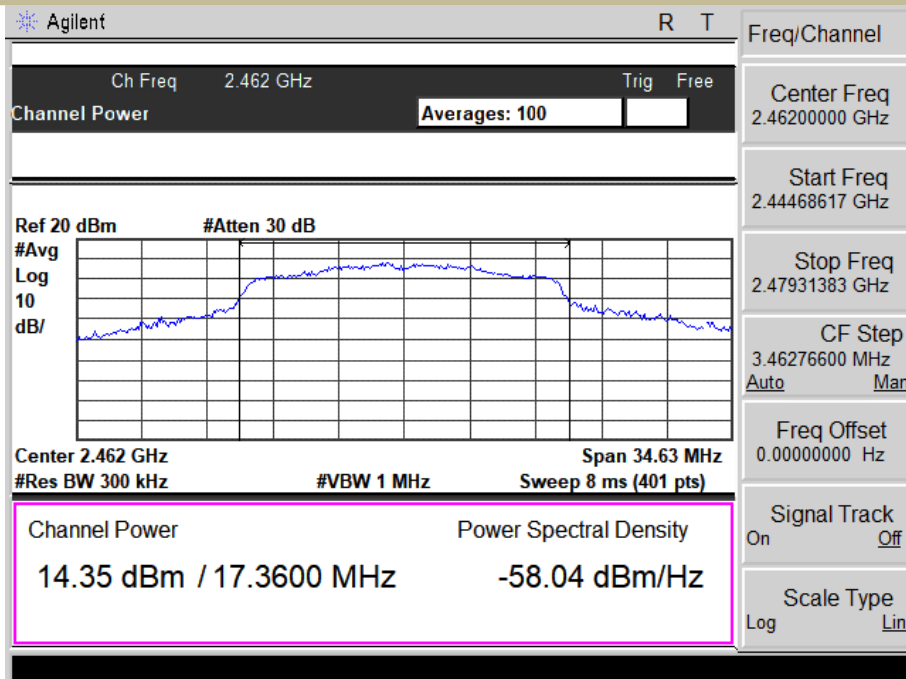 Agilent R T
Freq/Channel
Ch Freq 2.462 GHz Trig Free
Channel Power Averages: 100
Center Freq
2.46200000 GHz
Start Freq
2.44468617 GHz
Ref 20 dBm #Atten 30 dB
#Avg
Log
10
dB/
Stop Freq
2.47931383 GHz
CF Step
3.46276600 MHz
Auto Man
Center 2.462 GHz Span 34.63 MHz
#Res BW 300 kHz #VBW 1 MHz Sweep 8 ms (401 pts)
Freq Offset
0.00000000 Hz
Channel Power Power Spectral Density
14.35 dBm / 17.3600 MHz -58.04 dBm/Hz
Signal Track
On Off
Scale Type
Log Lin